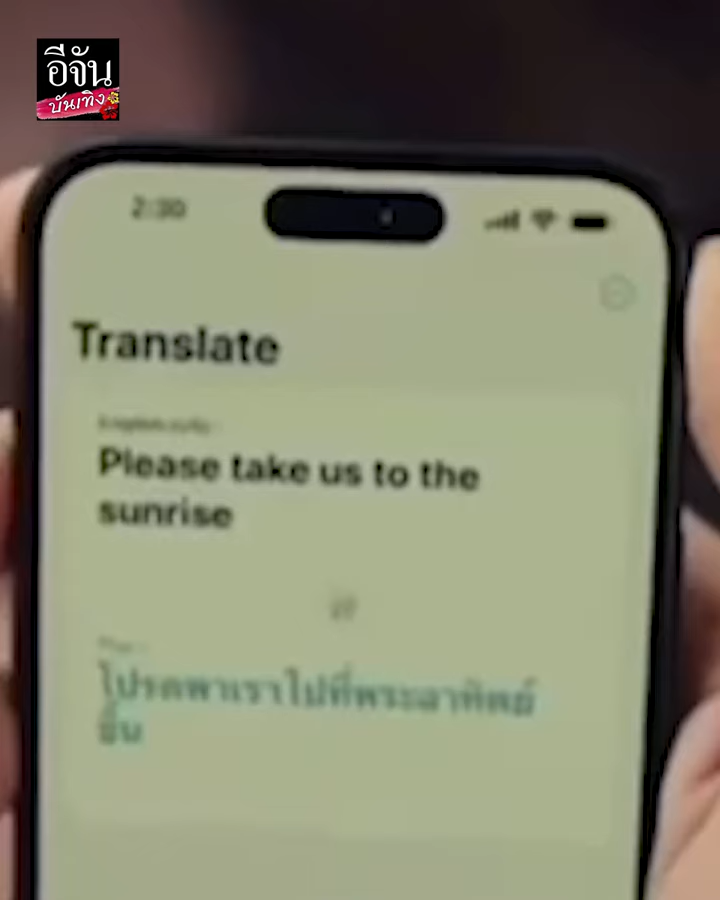 อีจัน
บันเทิง
2:30
Translate
Please take us to the
sunrise
โปรดพาเราไปที่พระอาทิตย์
ขึ้น